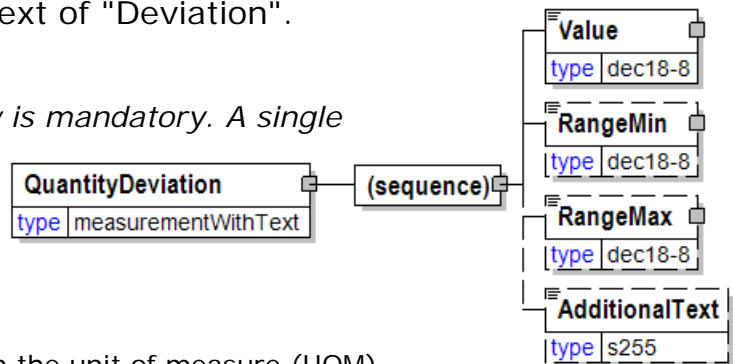 ext of "Deviation".
Value
type dec18-8
y is mandatory. A single
RangeMin
type dec18-8
QuantityDeviation
type measurementWithText
(sequence)
RangeMax
type dec18-8
AdditionalText
type s255
the unit of measure (UOM)